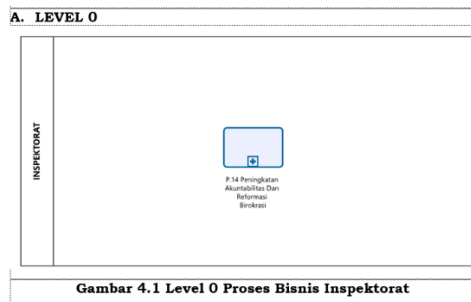 A. LEVEL 0
INSPEKTORAT
P.14 Peningkatan
Akuntabilitas Dan
Reformasi
Birokrasi
Gambar 4.1 Level 0 Proses Bisnis Inspektorat